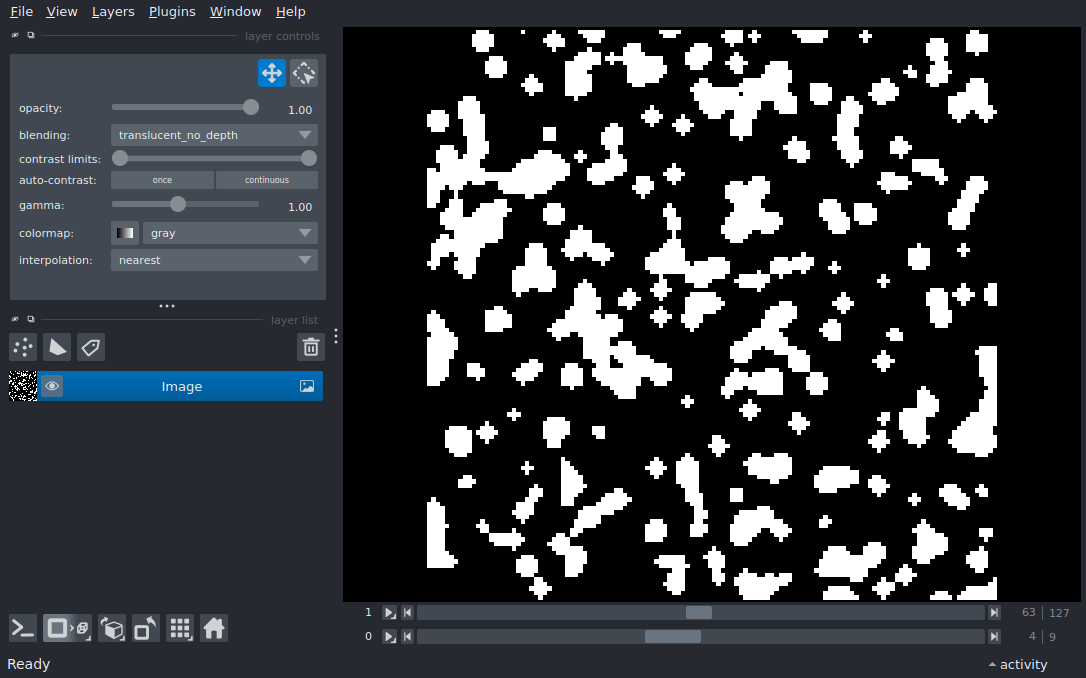 File View Layers Plugins Window Help
layer controls
opacity: 1.00
blending: translucent_no_depth
contrast limits:
auto-contrast: once continuous
gamma: 1.00
colormap: gray
interpolation: nearest
layer list
Image
1 63 127
0 4 9
Ready activity